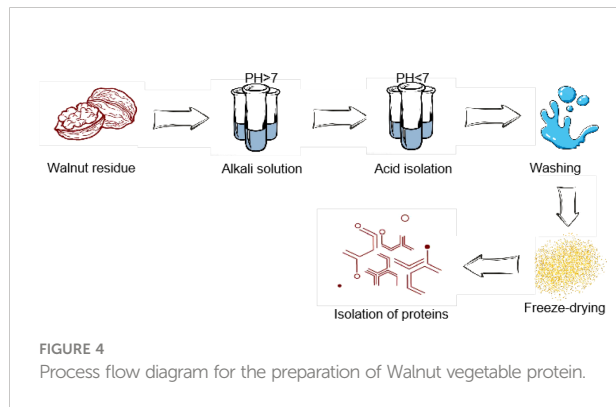 PH>7
PH<7
Walnut residue
Alkali solution
Acid isolation
Washing
Isolation of proteins
Freeze-drying
FIGURE 4
Process flow diagram for the preparation of Walnut vegetable protein.